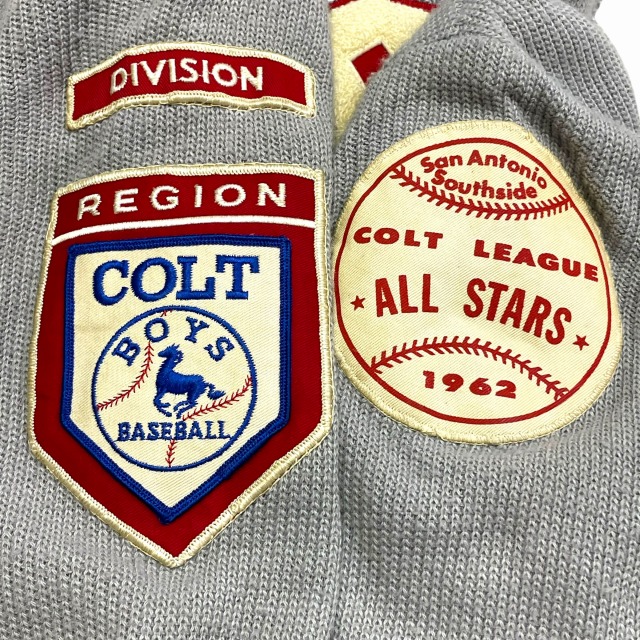 DIVISION
REGION
COLT
BOYS
BASEBALL
San Antonio
Southside
COLT LEAGUE
ALL STARS
1962